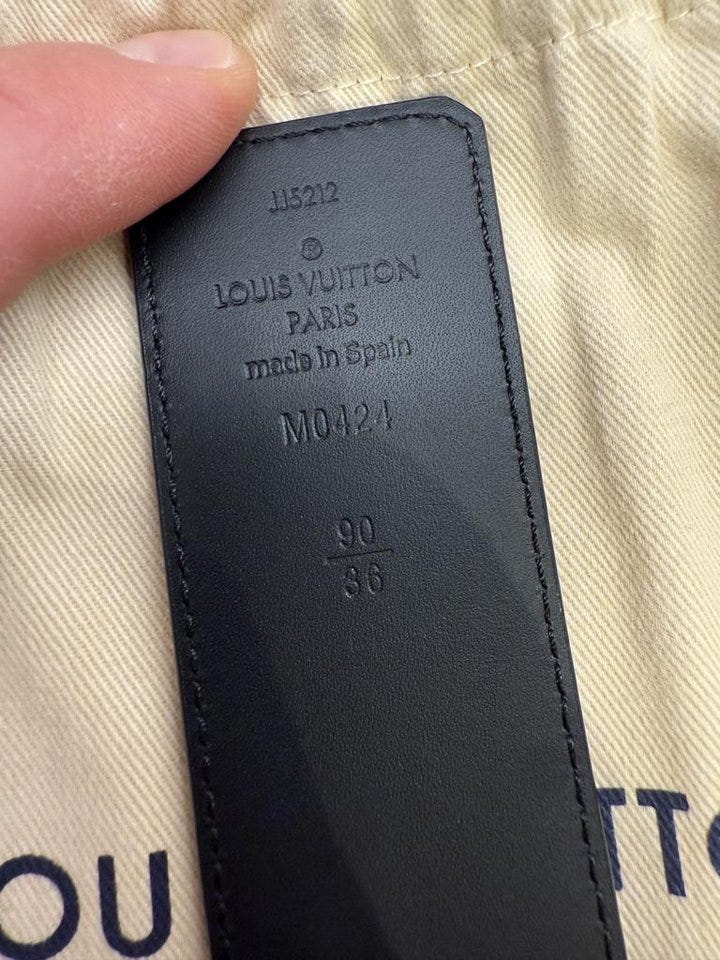 JJ5212
®
LOUIS VUITTON
PARIS
made in Spain
M0424
90
36
OU
TTO